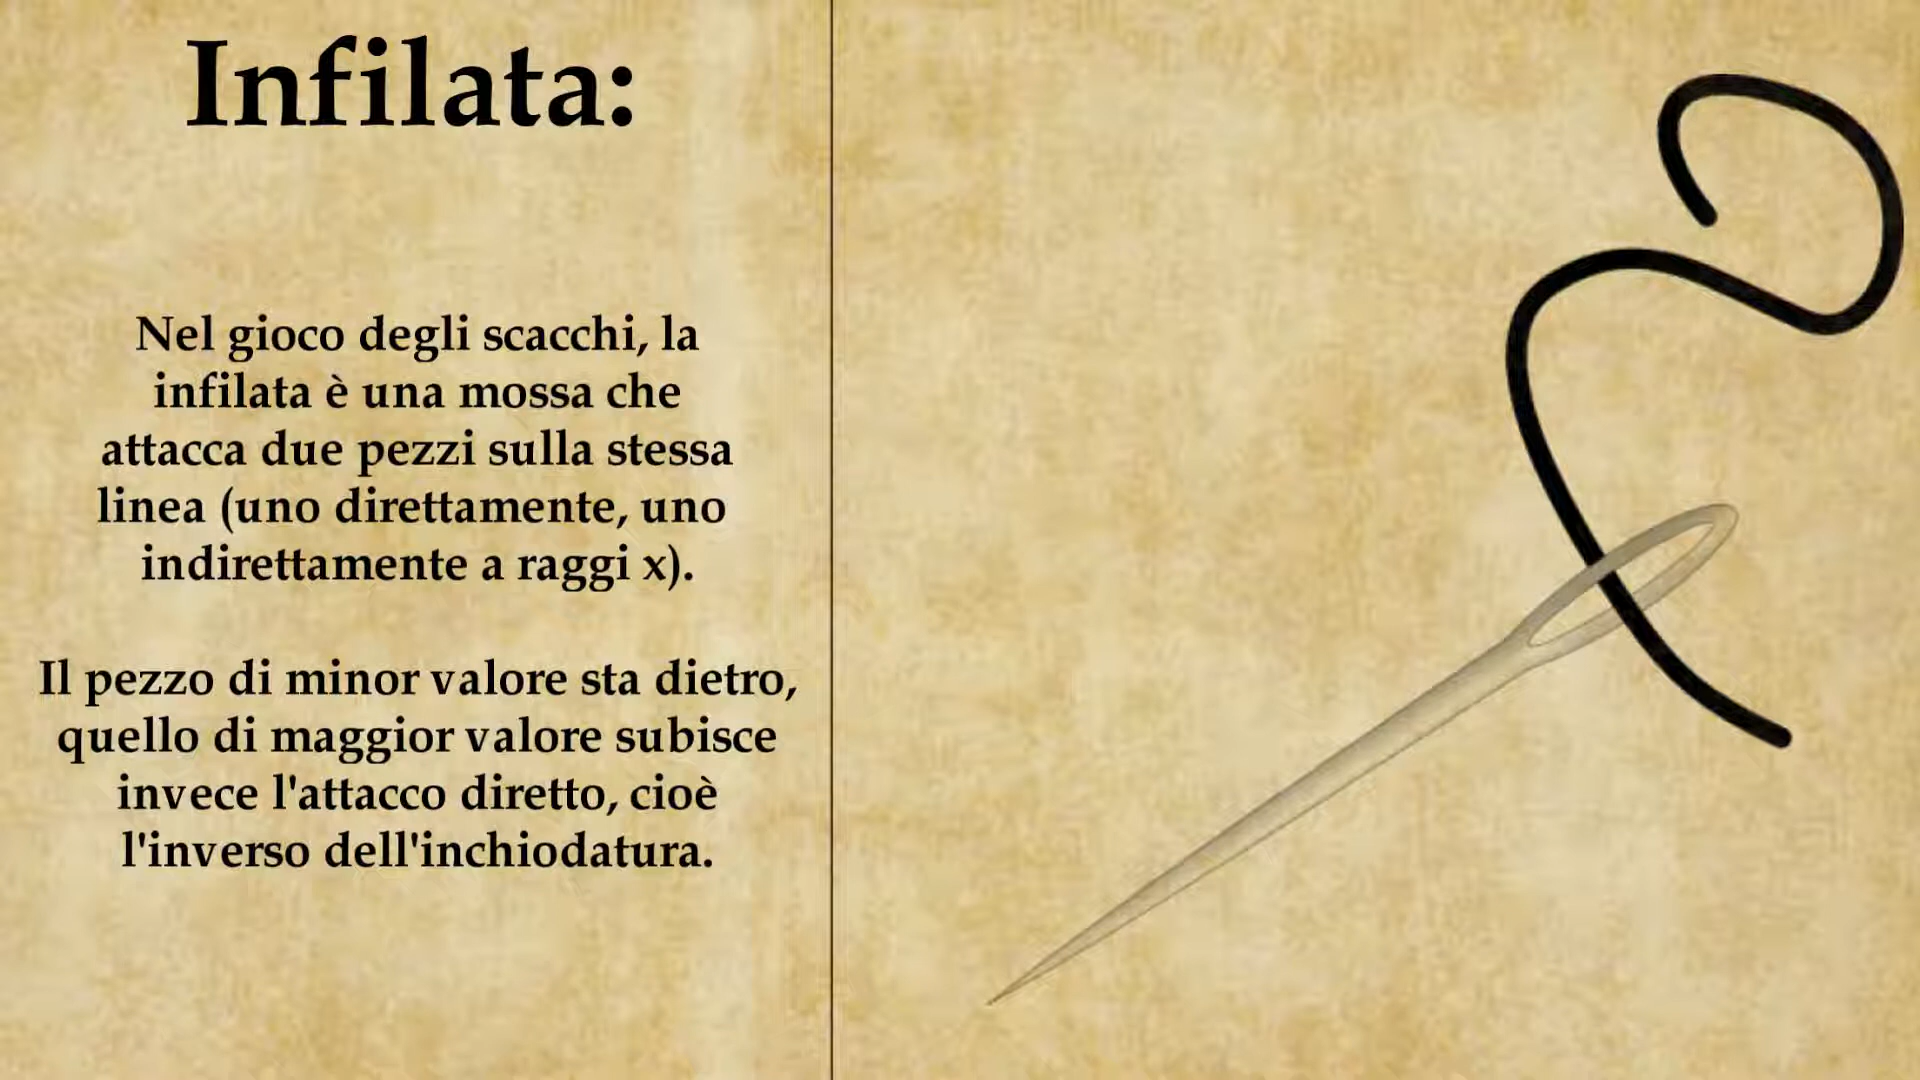 Infilata:
Nel gioco degli scacchi, la
infilata è una mossa che
attacca due pezzi sulla stessa
linea (uno direttamente, uno
indirettamente a raggi x).
Il pezzo di minor valore sta dietro,
quello di maggior valore subisce
invece l'attacco diretto, cioè
l'inverso dell'inchiodatura.